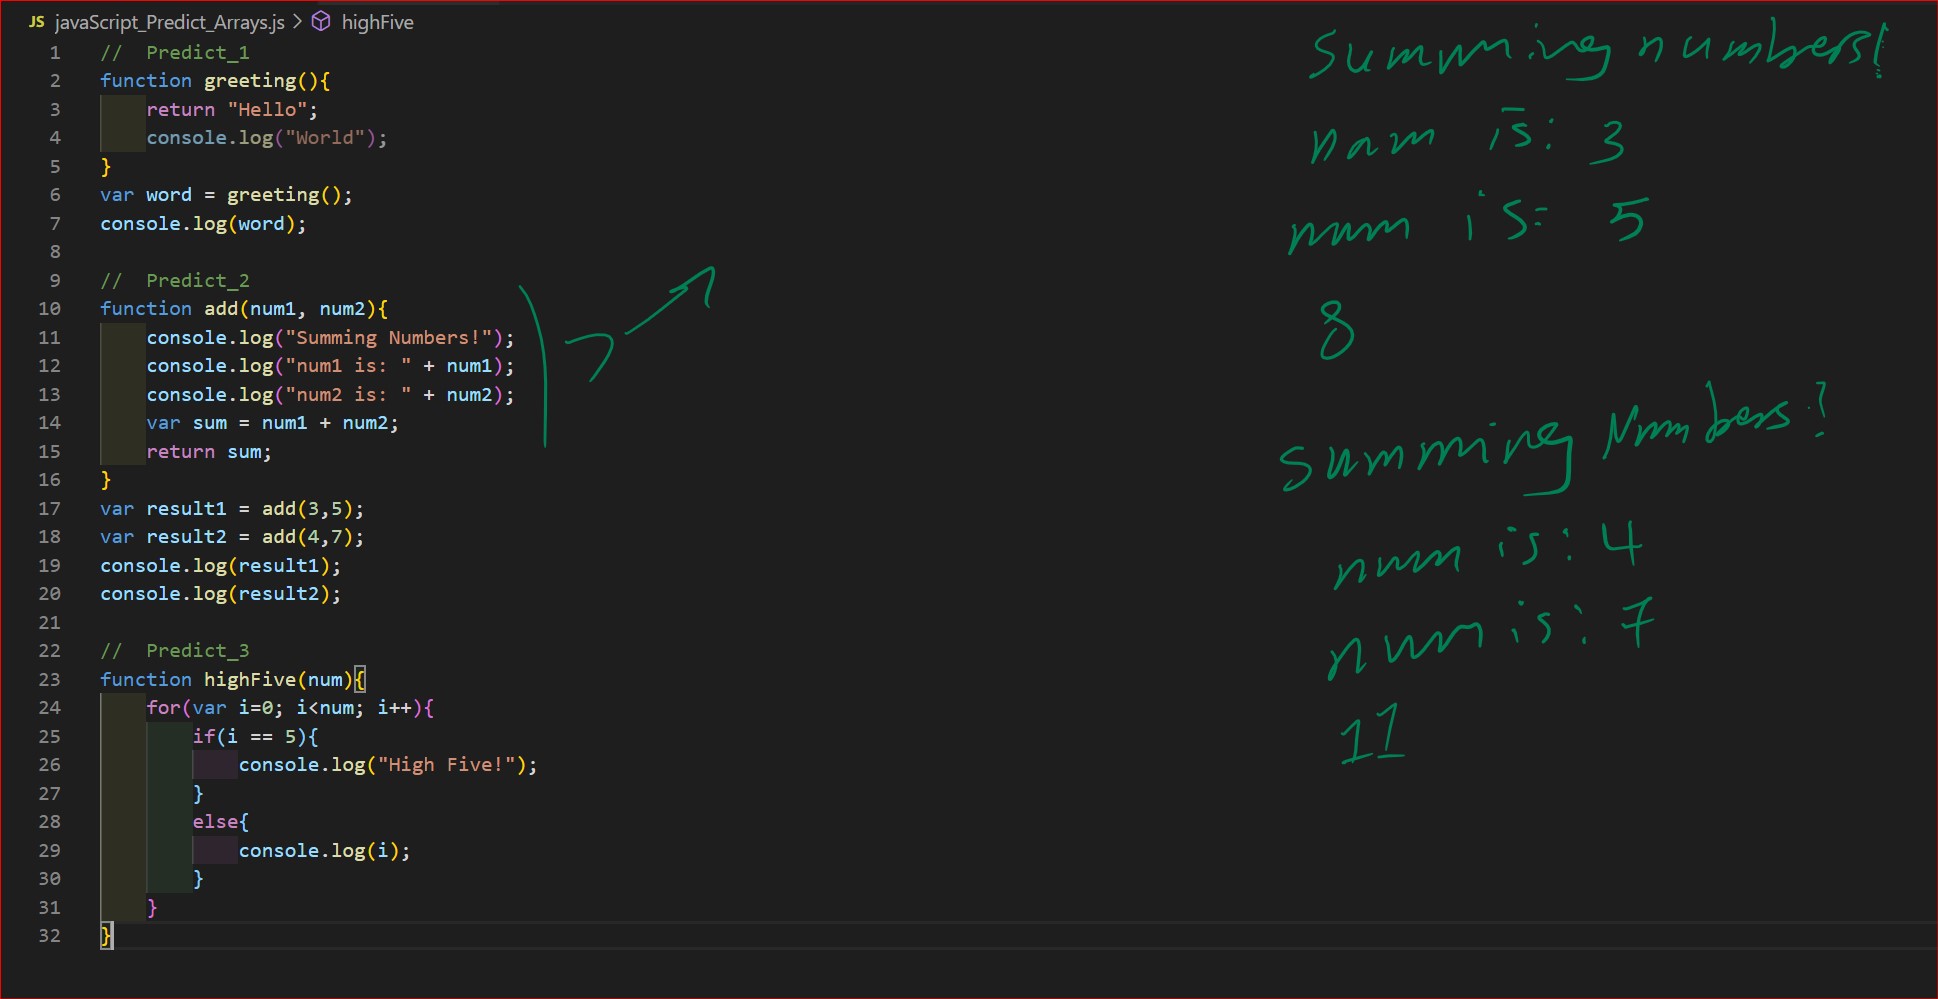 JS javaScript_Predict_Arrays.js > highFive
1 // Predict_1
2 function greeting(){
3 return "Hello";
4 console.log("World");
5 }
6 var word = greeting();
7 console.log(word);
8
9 // Predict_2
10 function add(num1, num2){
11 console.log("Summing Numbers!");
12 console.log("num1 is: " + num1);
13 console.log("num2 is: " + num2);
14 var sum = num1 + num2;
15 return sum;
16 }
17 var result1 = add(3,5);
18 var result2 = add(4,7);
19 console.log(result1);
20 console.log(result2);
21
22 // Predict_3
23 function highFive(num){
24 for(var i=0; i<num; i++){
25 if(i == 5){
26 console.log("High Five!");
27 }
28 else{
29 console.log(i);
30 }
31 }
32 }
Summing numbers!
num is: 3
num is: 5
8
Summing Numbers!
num is: 4
num is: 7
11